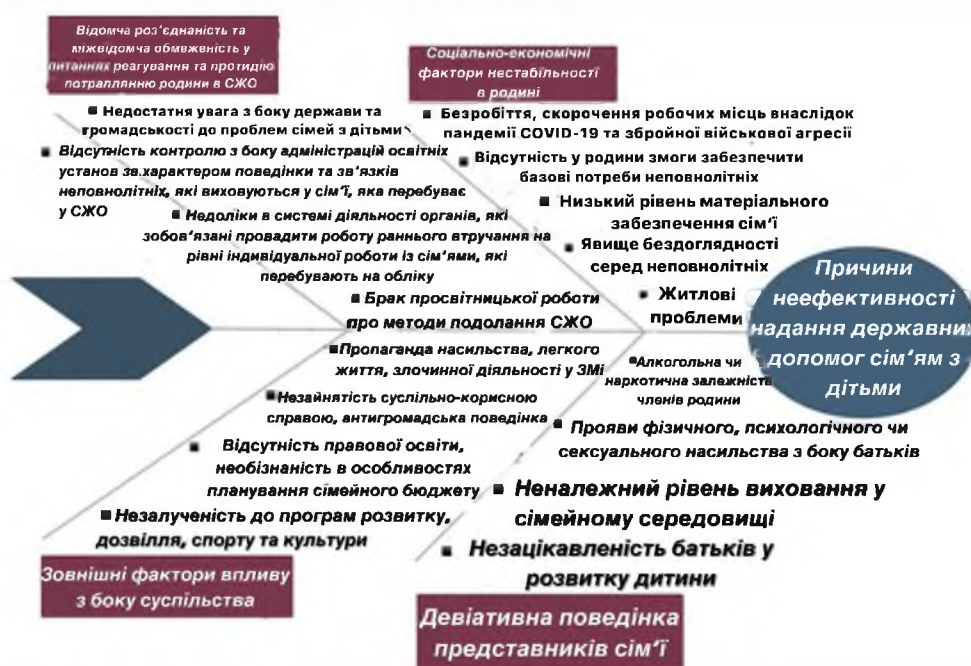 Відомча роз'єднаність та
міжвідомча обмежність у
питаннях реагування та протидію
потраплянню родини в СЖО
■ Недостатня увага з боку держави та
громадськості до проблем сімей з дітьми
■ Відсутність контролю з боку адміністрацій освітніх
установ за характером поведінки та зв'язків
неповнолітніх, які виховуються у сім'ї, яка перебуває
у СЖО
■ Недоліки в системі діяльності органів, які
зобов'язані провадити роботу раннього втручання на
рівні індивідуальної роботи із сім'ями, які
перебувають на обліку
■ Брак просвітницької роботи
про методи подолання СЖО
Соціально-економічні
фактори нестабільності
в родині
■ Безробіття, скорочення робочих місць внаслідок
пандемії COVID-19 та збройної військової агресії
■ Відсутність у родини змоги забезпечити
базові потреби неповнолітніх
■ Низький рівень матеріального
забезпечення сім'ї
■ Явище бездоглядності
серед неповнолітніх
■ Житлові
проблеми
Причини
неефективності
надання державних
допомог сім'ям з
дітьми
■ Пропаганда насильства, легкого
життя, злочинної діяльності у ЗМІ
■ Незайнятість суспільно-корисною
справою, антигромадська поведінка
■ Відсутність правової освіти,
необізнаність в особливостях
планування сімейного бюджету
■ Незалученість до програм розвитку,
дозвілля, спорту та культури
Зовнішні фактори впливу
з боку суспільства
■ Алкогольна чи
наркотична залежність
членів родини
■ Прояви фізичного, психологічного чи
сексуального насильства з боку батьків
■ Неналежний рівень виховання у
сімейному середовищі
■ Незацікавленість батьків у
розвитку дитини
Девіативна поведінка
представників сім'ї